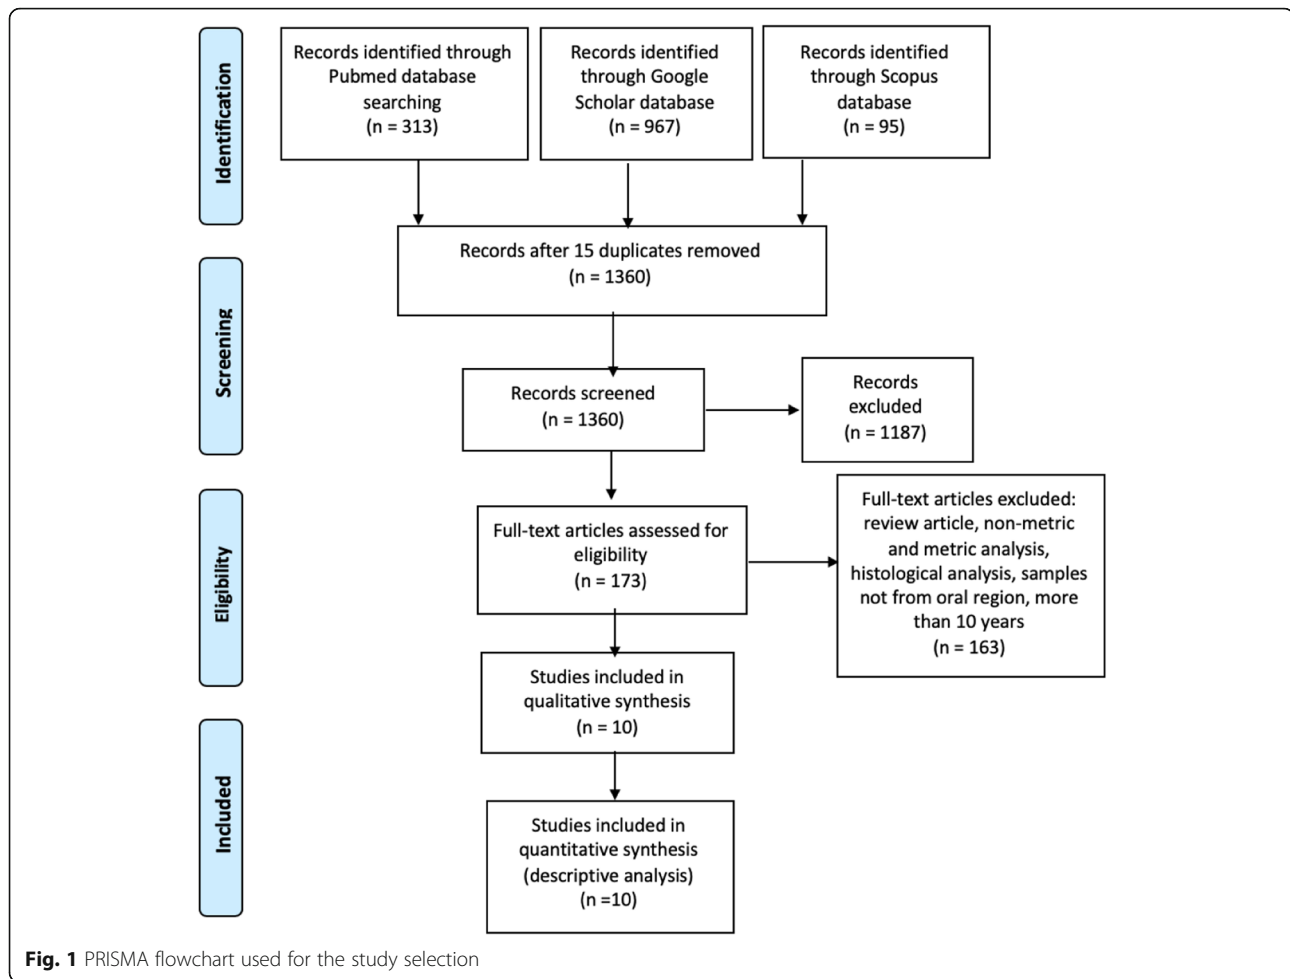 Identification
Records identified through
Pubmed database
searching
(n = 313)
Records identified
through Google
Scholar database
(n = 967)
Records identified
through Scopus
database
(n = 95)
Records after 15 duplicates removed
(n = 1360)
Screening
Records screened
(n = 1360)
Records
excluded
(n = 1187)
Eligibility
Full-text articles assessed for
eligibility
(n = 173)
Full-text articles excluded:
review article, non-metric
and metric analysis,
histological analysis, samples
not from oral region, more
than 10 years
(n = 163)
Studies included in
qualitative synthesis
(n = 10)
Included
Studies included in
quantitative synthesis
(descriptive analysis)
(n =10)
Fig. 1 PRISMA flowchart used for the study selection